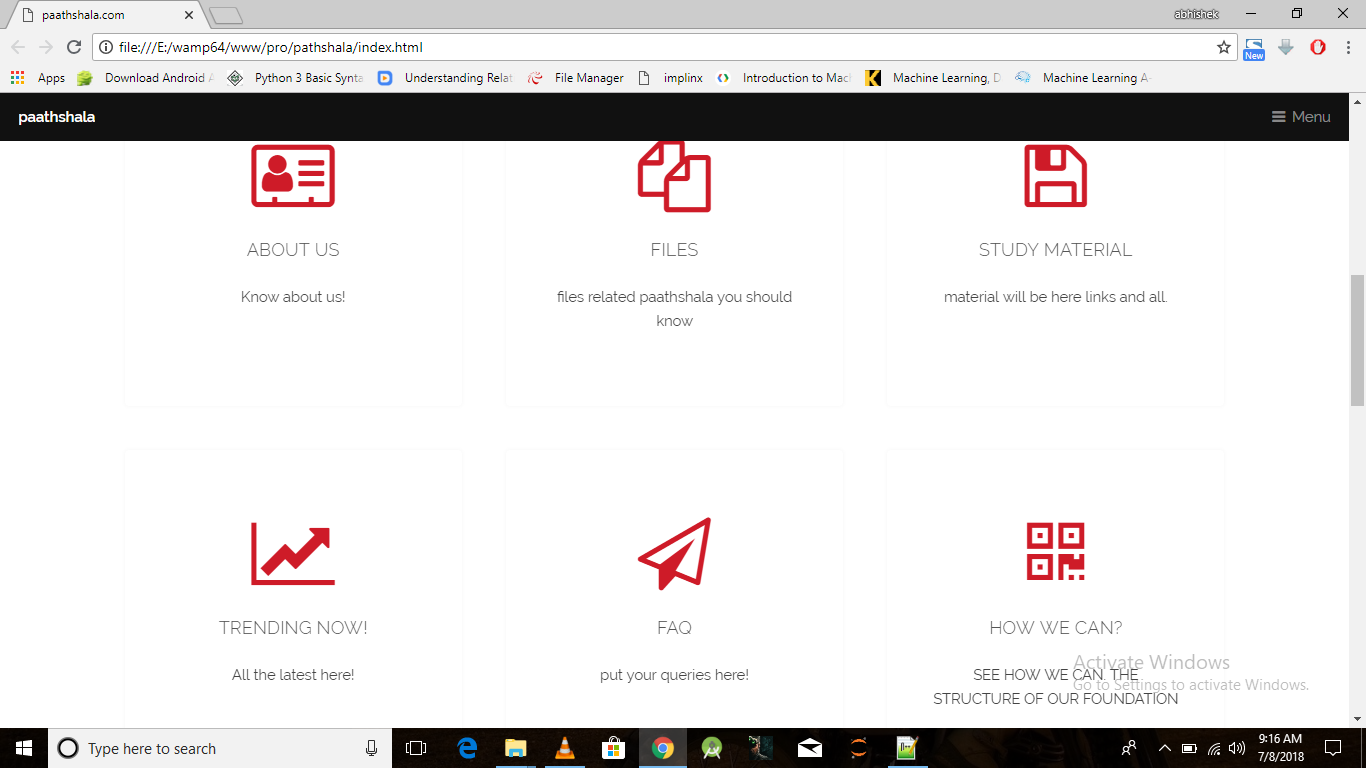 paathshala.com
abhishek
file:///E:/wamp64/www/pro/pathshala/index.html
New
Apps
Download Android
Python 3 Basic Synta
Understanding Relat
File Manager
implinx
Introduction to Mac
Machine Learning, D
Machine Learning A-
paathshala
Menu
ABOUT US
FILES
STUDY MATERIAL
Know about us!
files related paathshala you should
know
material will be here links and all.
TRENDING NOW!
FAQ
HOW WE CAN?
All the latest here!
put your queries here!
SEE HOW WE CAN. THE
STRUCTURE OF OUR FOUNDATION
Activate Windows
Go to Settings to activate Windows.
Type here to search
9:16 AM
7/8/2018